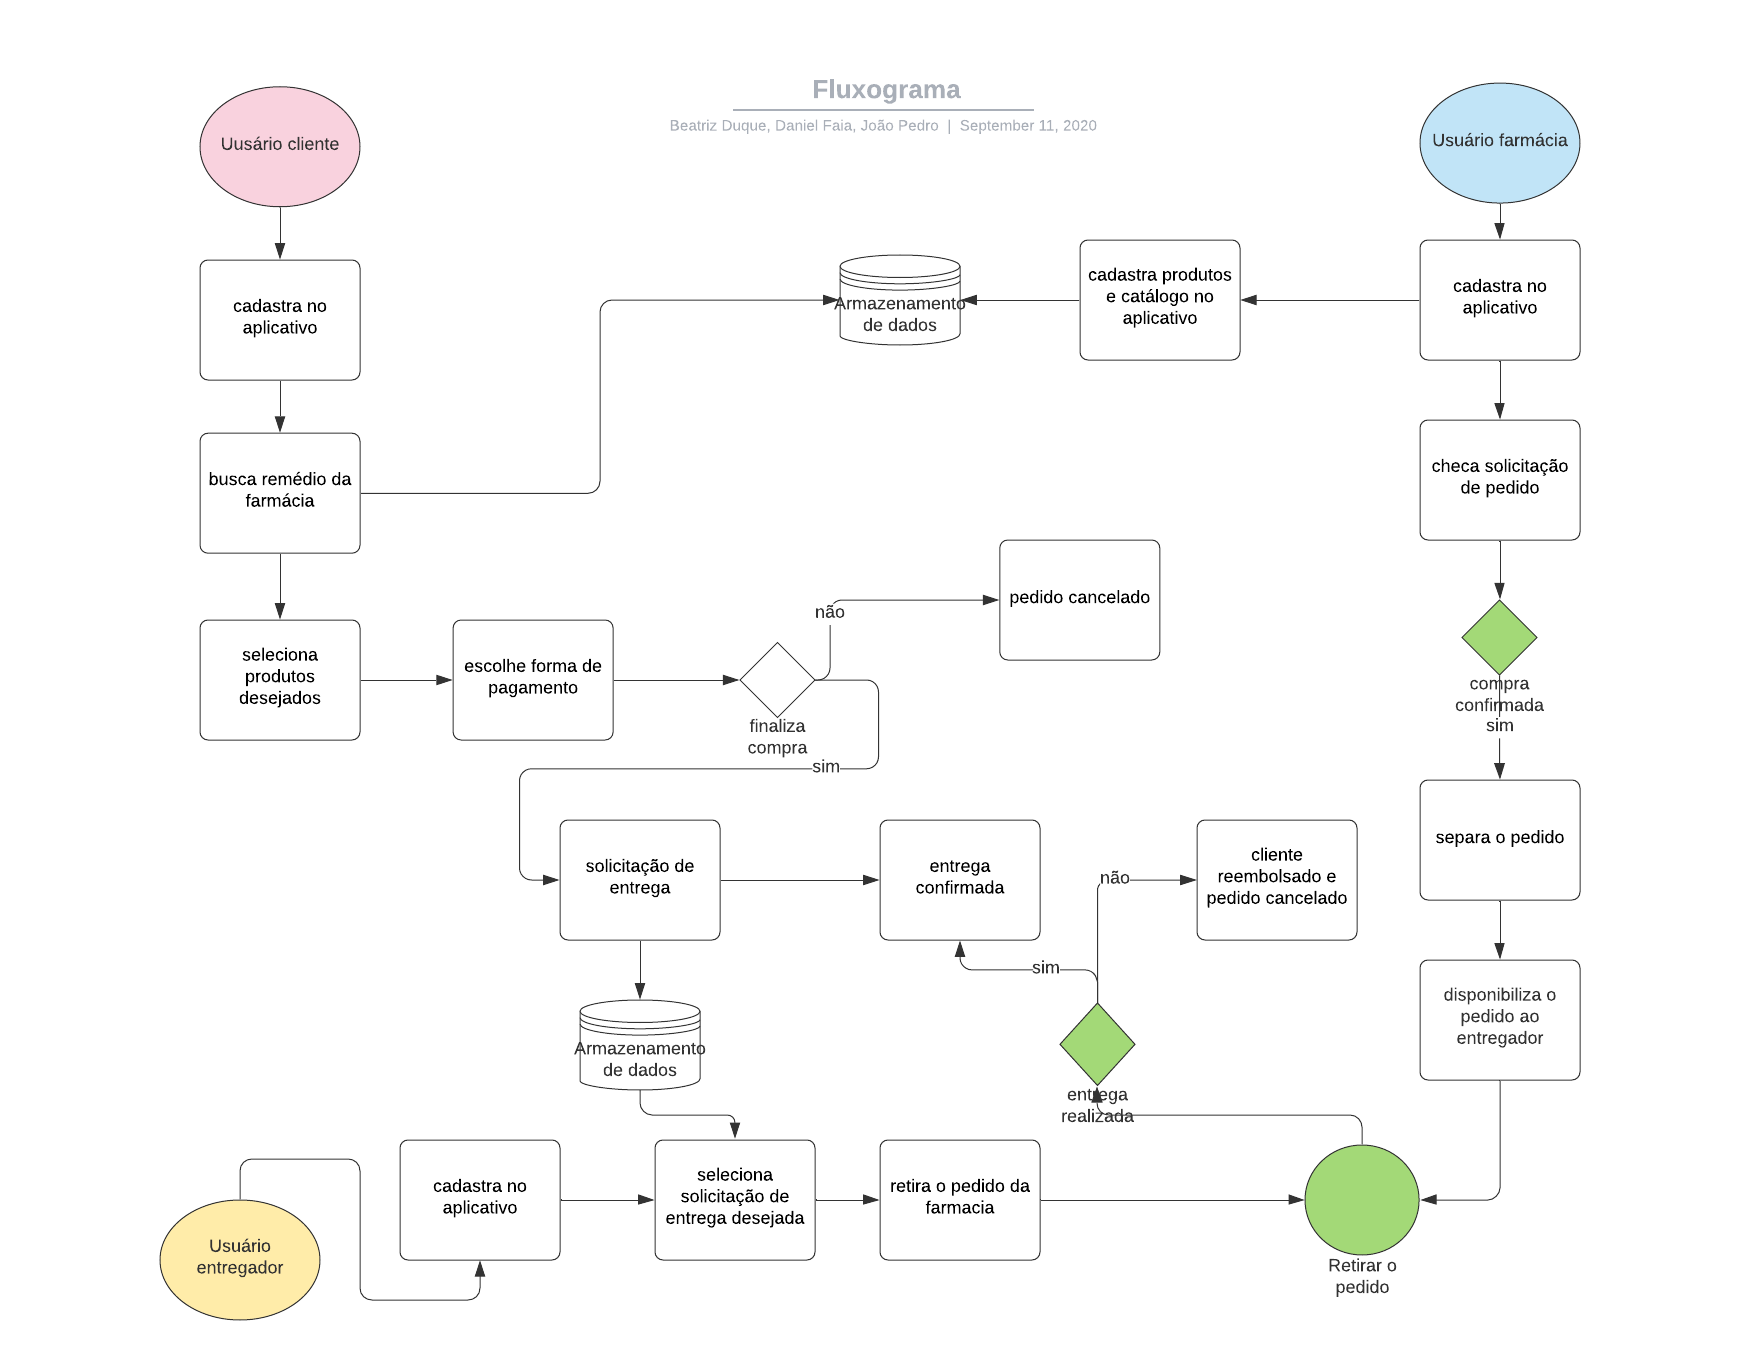 Fluxograma
Beatriz Duque, Daniel Faia, João Pedro | September 11, 2020
Uusário cliente
Usuário farmácia
cadastra no
aplicativo
Armazenamento
de dados
cadastra produtos
e catálogo no
aplicativo
cadastra no
aplicativo
busca remédio da
farmácia
checa solicitação
de pedido
pedido cancelado
não
seleciona
produtos
desejados
escolhe forma de
pagamento
finaliza
compra
sim
compra
confirmada
sim
solicitação de
entrega
entrega
confirmada
não
cliente
reembolsado e
pedido cancelado
separa o pedido
sim
Armazenamento
de dados
entrega
realizada
disponibiliza o
pedido ao
entregador
Usuário
entregador
cadastra no
aplicativo
seleciona
solicitação de
entrega desejada
retira o pedido da
farmacia
Retirar o
pedido